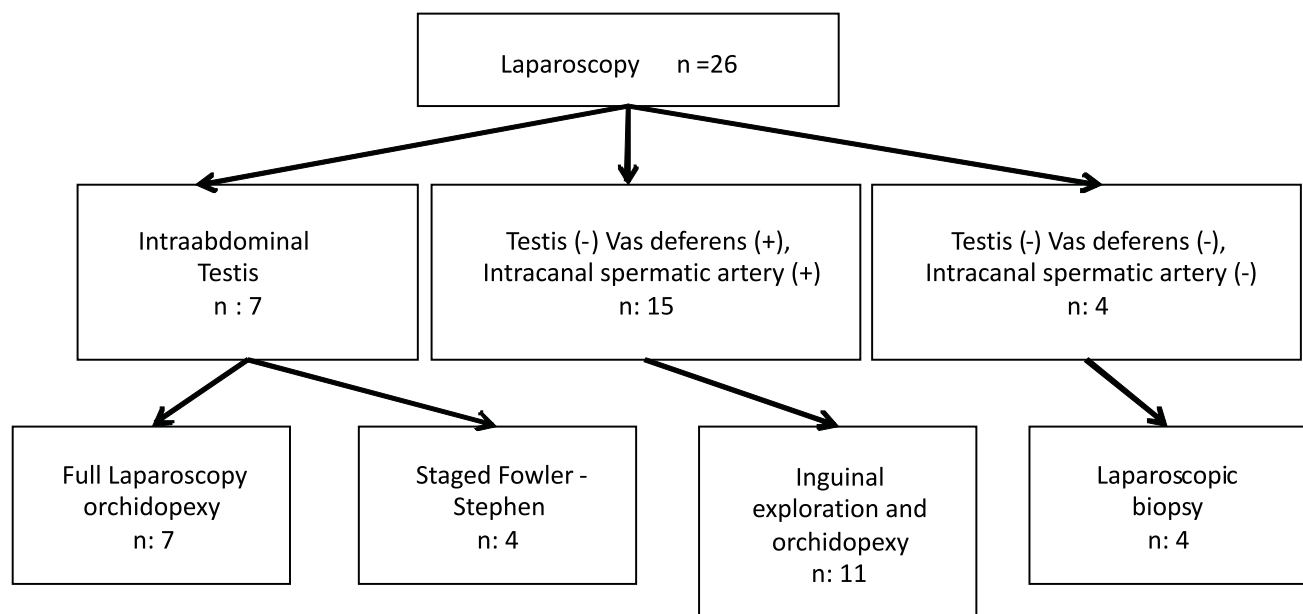 Laparoscopy n =26
Intraabdominal
Testis
n : 7
Testis (-) Vas deferens (+),
Intracanal spermatic artery (+)
n: 15
Testis (-) Vas deferens (-),
Intracanal spermatic artery (-)
n: 4
Full Laparoscopy
orchidopexy
n: 7
Staged Fowler -
Stephen
n: 4
Inguinal
exploration and
orchidopexy
n: 11
Laparoscopic
biopsy
n: 4